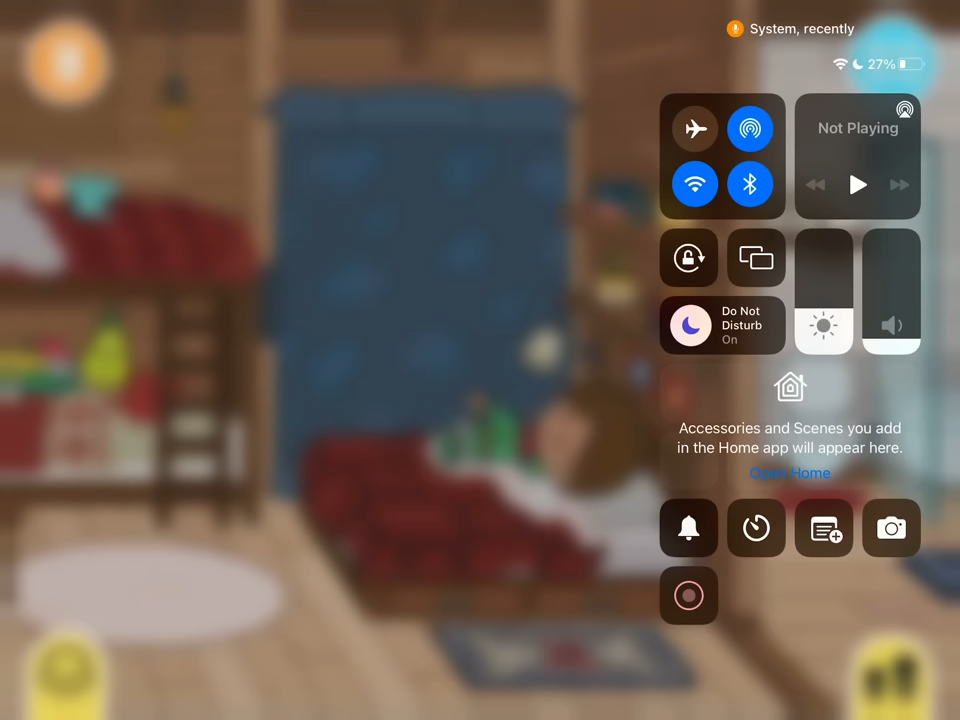 System, recently
27%
Not Playing
Do Not
Disturb
On
Accessories and Scenes you add
in the Home app will appear here.
Open Home